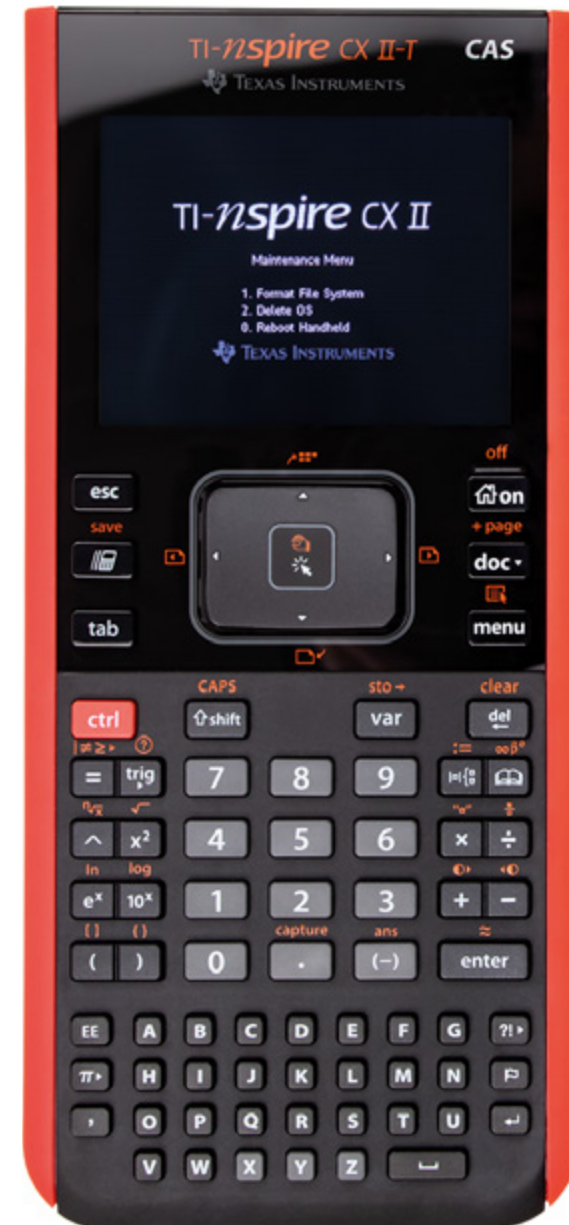 TI-nspire CX II-T CAS
TEXAS INSTRUMENTS
TI-nspire CX II
Maintenance Menu
1. Format File System
2. Delete OS
0. Reboot Handheld
TEXAS INSTRUMENTS
off
esc on
save + page
doc
tab menu
CAPS sto→ clear
ctrl ⇧shift var del
|≠≥▸ ? := ∞β°
= trig 7 8 9
ⁿ√x √ "∘"
^ x² 4 5 6 × ÷
ln log
eˣ 10ˣ 1 2 3 + −
[ ] { } capture ans ≈
( ) 0 . (−) enter
EE A B C D E F G ?!▸
π▸ H I J K L M N
, O P Q R S T U ↵
V W X Y Z